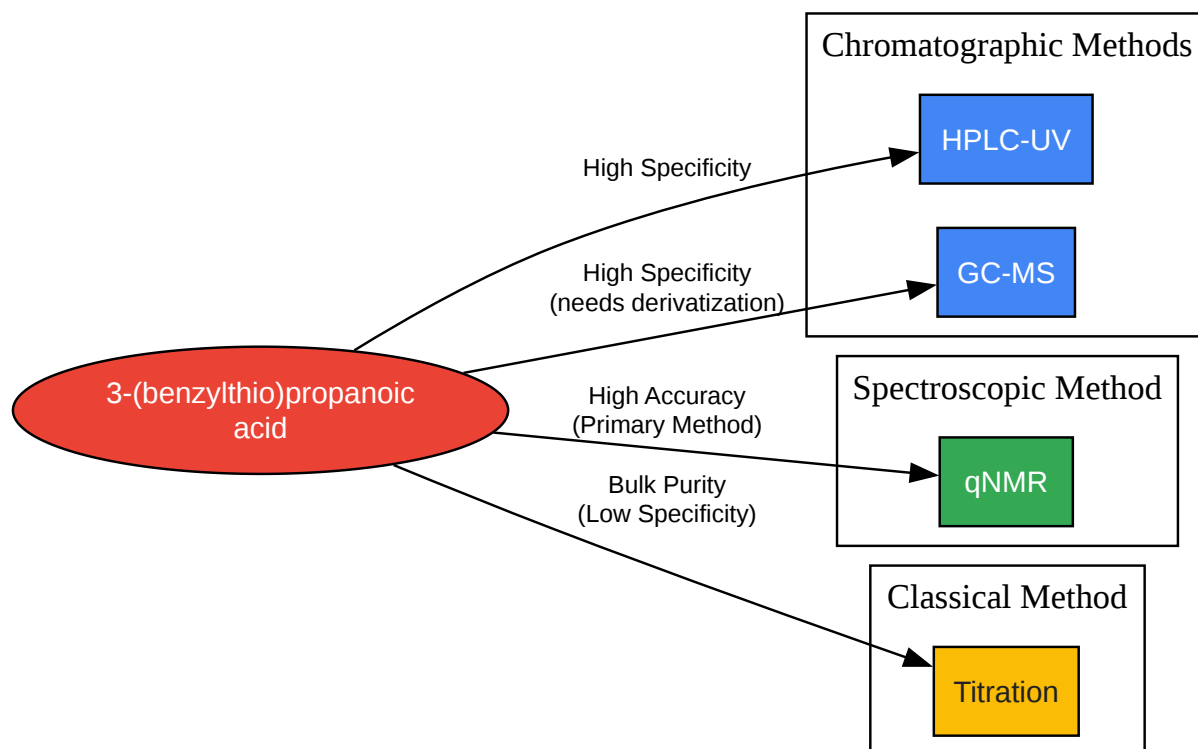 Chromatographic Methods
HPLC-UV
High Specificity
GC-MS
High Specificity
(needs derivatization)
3-(benzylthio)propanoic
acid
Spectroscopic Method
High Accuracy
(Primary Method)
qNMR
Bulk Purity
(Low Specificity)
Classical Method
Titration